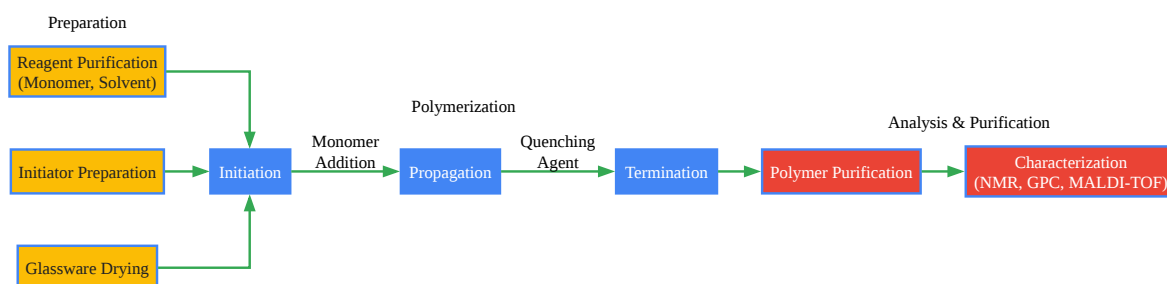 Preparation
Reagent Purification
(Monomer, Solvent)
Polymerization
Analysis & Purification
Initiator Preparation
Initiation
Monomer
Addition
Propagation
Quenching
Agent
Termination
Polymer Purification
Characterization
(NMR, GPC, MALDI-TOF)
Glassware Drying